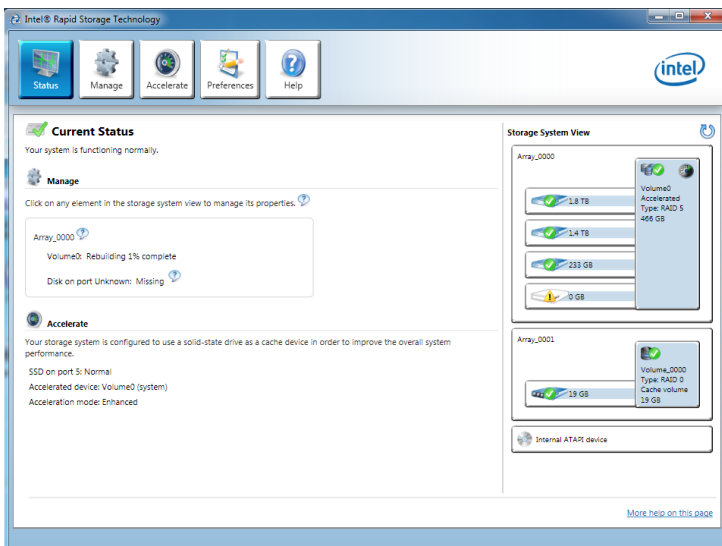 Intel® Rapid Storage Technology
Status
Manage
Accelerate
Preferences
Help
intel
Current Status
Your system is functioning normally.
Manage
Click on any element in the storage system view to manage its properties.
Array_0000
Volume0: Rebuilding 1% complete
Disk on port Unknown: Missing
Accelerate
Your storage system is configured to use a solid-state drive as a cache device in order to improve the overall system
performance.
SSD on port 5: Normal
Accelerated device: Volume0 (system)
Acceleration mode: Enhanced
Storage System View
Array_0000
1.8 TB
1.4 TB
233 GB
0 GB
Volume0
Accelerated
Type: RAID 5
466 GB
Array_0001
19 GB
Volume_0000
Type: RAID 0
Cache volume
19 GB
Internal ATAPI device
More help on this page